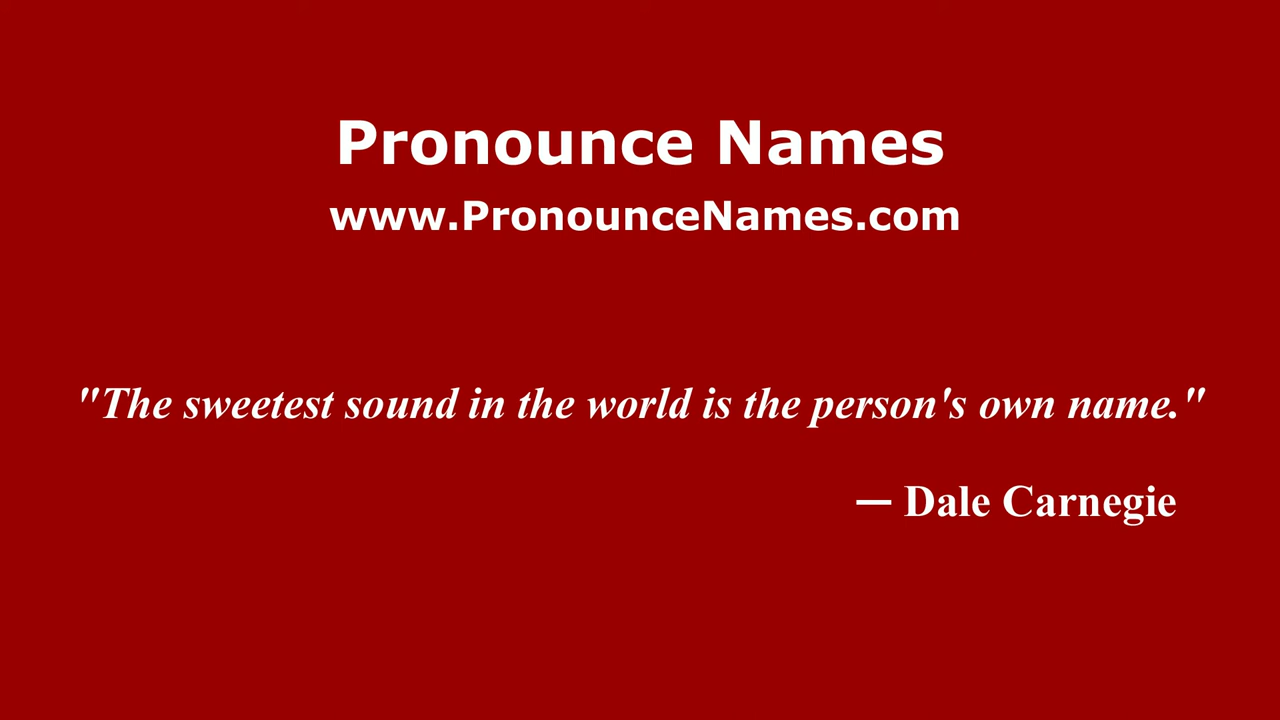 Pronounce Names
www.PronounceNames.com
"The sweetest sound in the world is the person's own name."
— Dale Carnegie